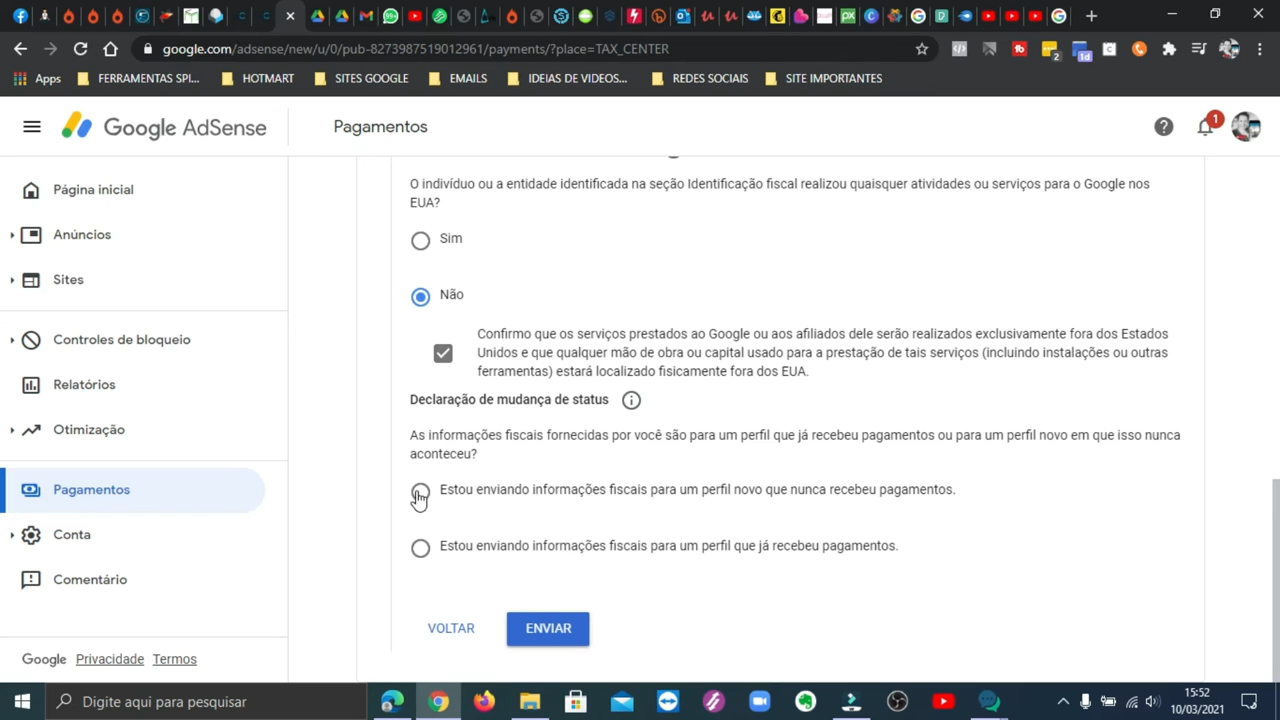 google.com/adsense/new/u/0/pub-8273987519012961/payments/?place=TAX_CENTER
2
1d
Apps
FERRAMENTAS SPI...
HOTMART
SITES GOOGLE
EMAILS
IDEIAS DE VIDEOS...
REDES SOCIAIS
SITE IMPORTANTES
Google AdSense
Pagamentos
1
Página inicial
Anúncios
Sites
Controles de bloqueio
Relatórios
Otimização
Pagamentos
Conta
Comentário
Google Privacidade Termos
O indivíduo ou a entidade identificada na seção Identificação fiscal realizou quaisquer atividades ou serviços para o Google nos
EUA?
Sim
Não
Confirmo que os serviços prestados ao Google ou aos afiliados dele serão realizados exclusivamente fora dos Estados
Unidos e que qualquer mão de obra ou capital usado para a prestação de tais serviços (incluindo instalações ou outras
ferramentas) estará localizado fisicamente fora dos EUA.
Declaração de mudança de status
As informações fiscais fornecidas por você são para um perfil que já recebeu pagamentos ou para um perfil novo em que isso nunca
aconteceu?
Estou enviando informações fiscais para um perfil novo que nunca recebeu pagamentos.
Estou enviando informações fiscais para um perfil que já recebeu pagamentos.
VOLTAR
ENVIAR
Digite aqui para pesquisar
15:52
10/03/2021